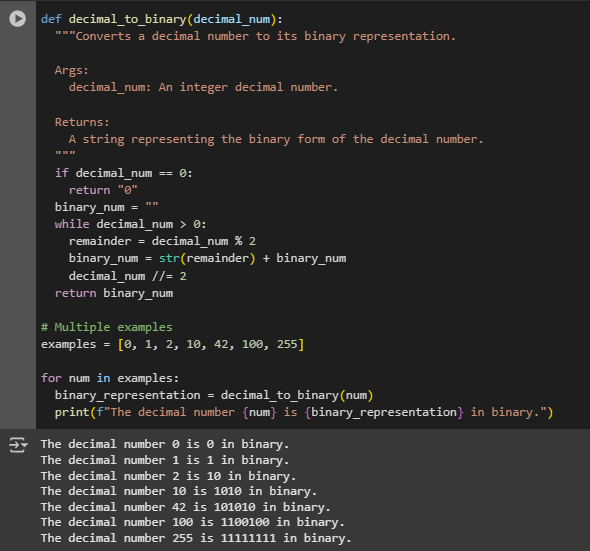 def decimal_to_binary(decimal_num):
  """Converts a decimal number to its binary representation.

  Args:
    decimal_num: An integer decimal number.

  Returns:
    A string representing the binary form of the decimal number.
  """
  if decimal_num == 0:
    return "0"
  binary_num = ""
  while decimal_num > 0:
    remainder = decimal_num % 2
    binary_num = str(remainder) + binary_num
    decimal_num //= 2
  return binary_num

# Multiple examples
examples = [0, 1, 2, 10, 42, 100, 255]

for num in examples:
  binary_representation = decimal_to_binary(num)
  print(f"The decimal number {num} is {binary_representation} in binary.")
The decimal number 0 is 0 in binary.
The decimal number 1 is 1 in binary.
The decimal number 2 is 10 in binary.
The decimal number 10 is 1010 in binary.
The decimal number 42 is 101010 in binary.
The decimal number 100 is 1100100 in binary.
The decimal number 255 is 11111111 in binary.